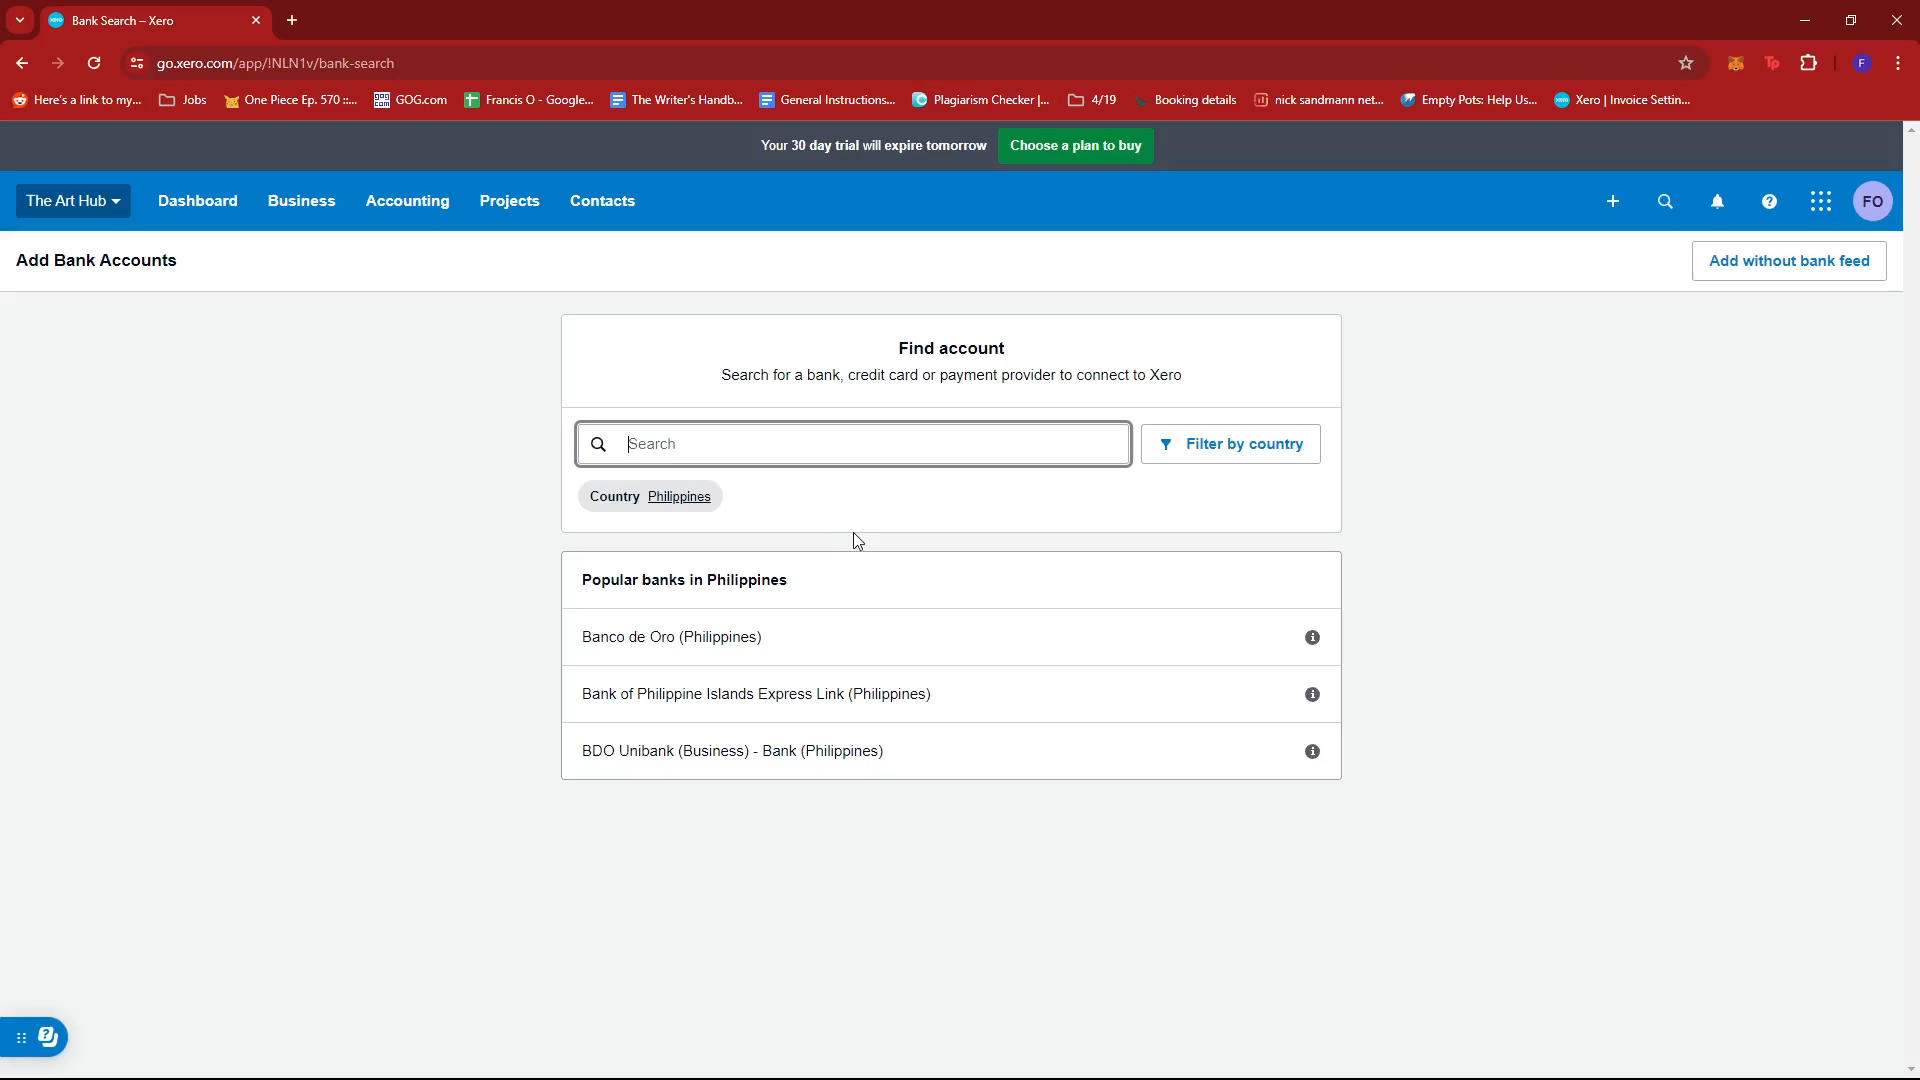 Bank Search – Xero
go.xero.com/app/!NLN1v/bank-search
Here's a link to my...
Jobs
One Piece Ep. 570 ::...
GOG.com
Francis O - Google...
The Writer's Handb...
General Instructions...
Plagiarism Checker |...
4/19
Booking details
nick sandmann net...
Empty Pots: Help Us...
Xero | Invoice Settin...
F
Your 30 day trial will expire tomorrow
Choose a plan to buy
The Art Hub
Dashboard
Business
Accounting
Projects
Contacts
FO
Add Bank Accounts
Add without bank feed
Find account
Search for a bank, credit card or payment provider to connect to Xero
Search
Filter by country
Country Philippines
Popular banks in Philippines
Banco de Oro (Philippines)
Bank of Philippine Islands Express Link (Philippines)
BDO Unibank (Business) - Bank (Philippines)